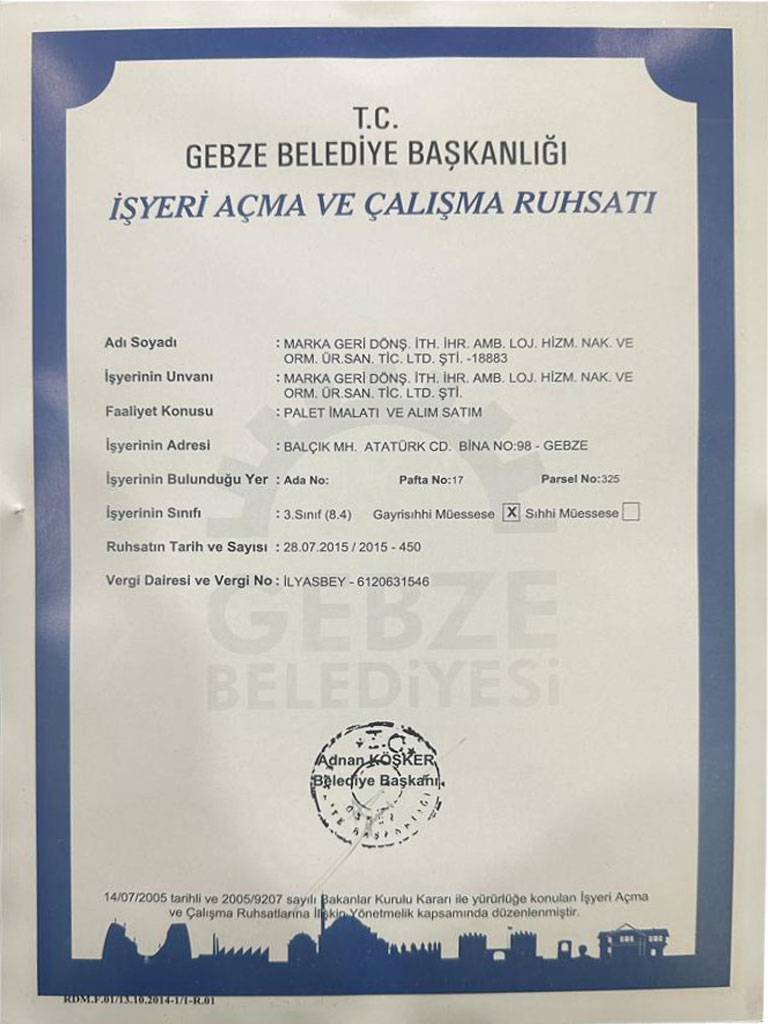 T.C.
GEBZE BELEDİYE BAŞKANLIĞI
İŞYERİ AÇMA VE ÇALIŞMA RUHSATI
Adı Soyadı : MARKA GERİ DÖNŞ. İTH. İHR. AMB. LOJ. HİZM. NAK. VE
ORM. ÜR.SAN. TİC. LTD. ŞTİ. -18883
İşyerinin Unvanı : MARKA GERİ DÖNŞ. İTH. İHR. AMB. LOJ. HİZM. NAK. VE
ORM. ÜR.SAN. TİC. LTD. ŞTİ.
Faaliyet Konusu : PALET İMALATI VE ALIM SATIM
İşyerinin Adresi : BALÇIK MH. ATATÜRK CD. BİNA NO:98 - GEBZE
İşyerinin Bulunduğu Yer : Ada No: Pafta No:17 Parsel No:325
İşyerinin Sınıfı : 3.Sınıf (8.4) Gayrisıhhi Müessese X Sıhhi Müessese
Ruhsatın Tarih ve Sayısı : 28.07.2015 / 2015 - 450
Vergi Dairesi ve Vergi No : İLYASBEY - 6120631546
GEBZE
BELEDİYESİ
T.C.
Adnan KÖŞKER
Belediye Başkanı
14/07/2005 tarihli ve 2005/9207 sayılı Bakanlar Kurulu Kararı ile yürürlüğe konulan İşyeri Açma
ve Çalışma Ruhsatlarına İlişkin Yönetmelik kapsamında düzenlenmiştir.
RDM.F.01/13.10.2014-1/1-R.01